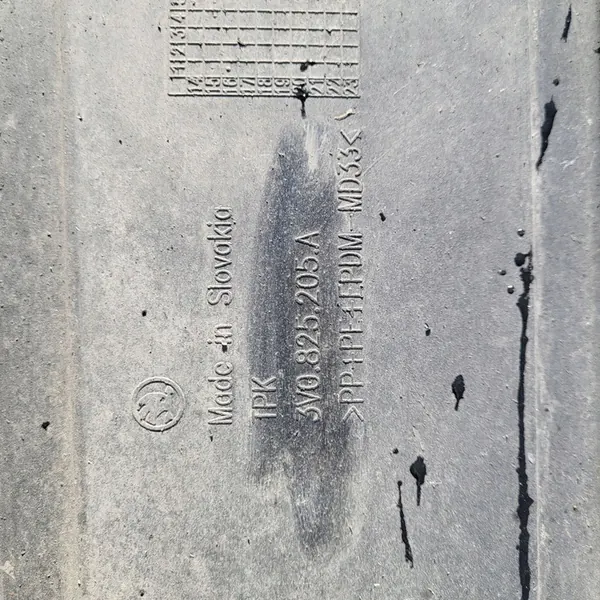 Made in Slovakia
TPK
3V0.825.205.A
>PP+PE+EPDM-MD33<